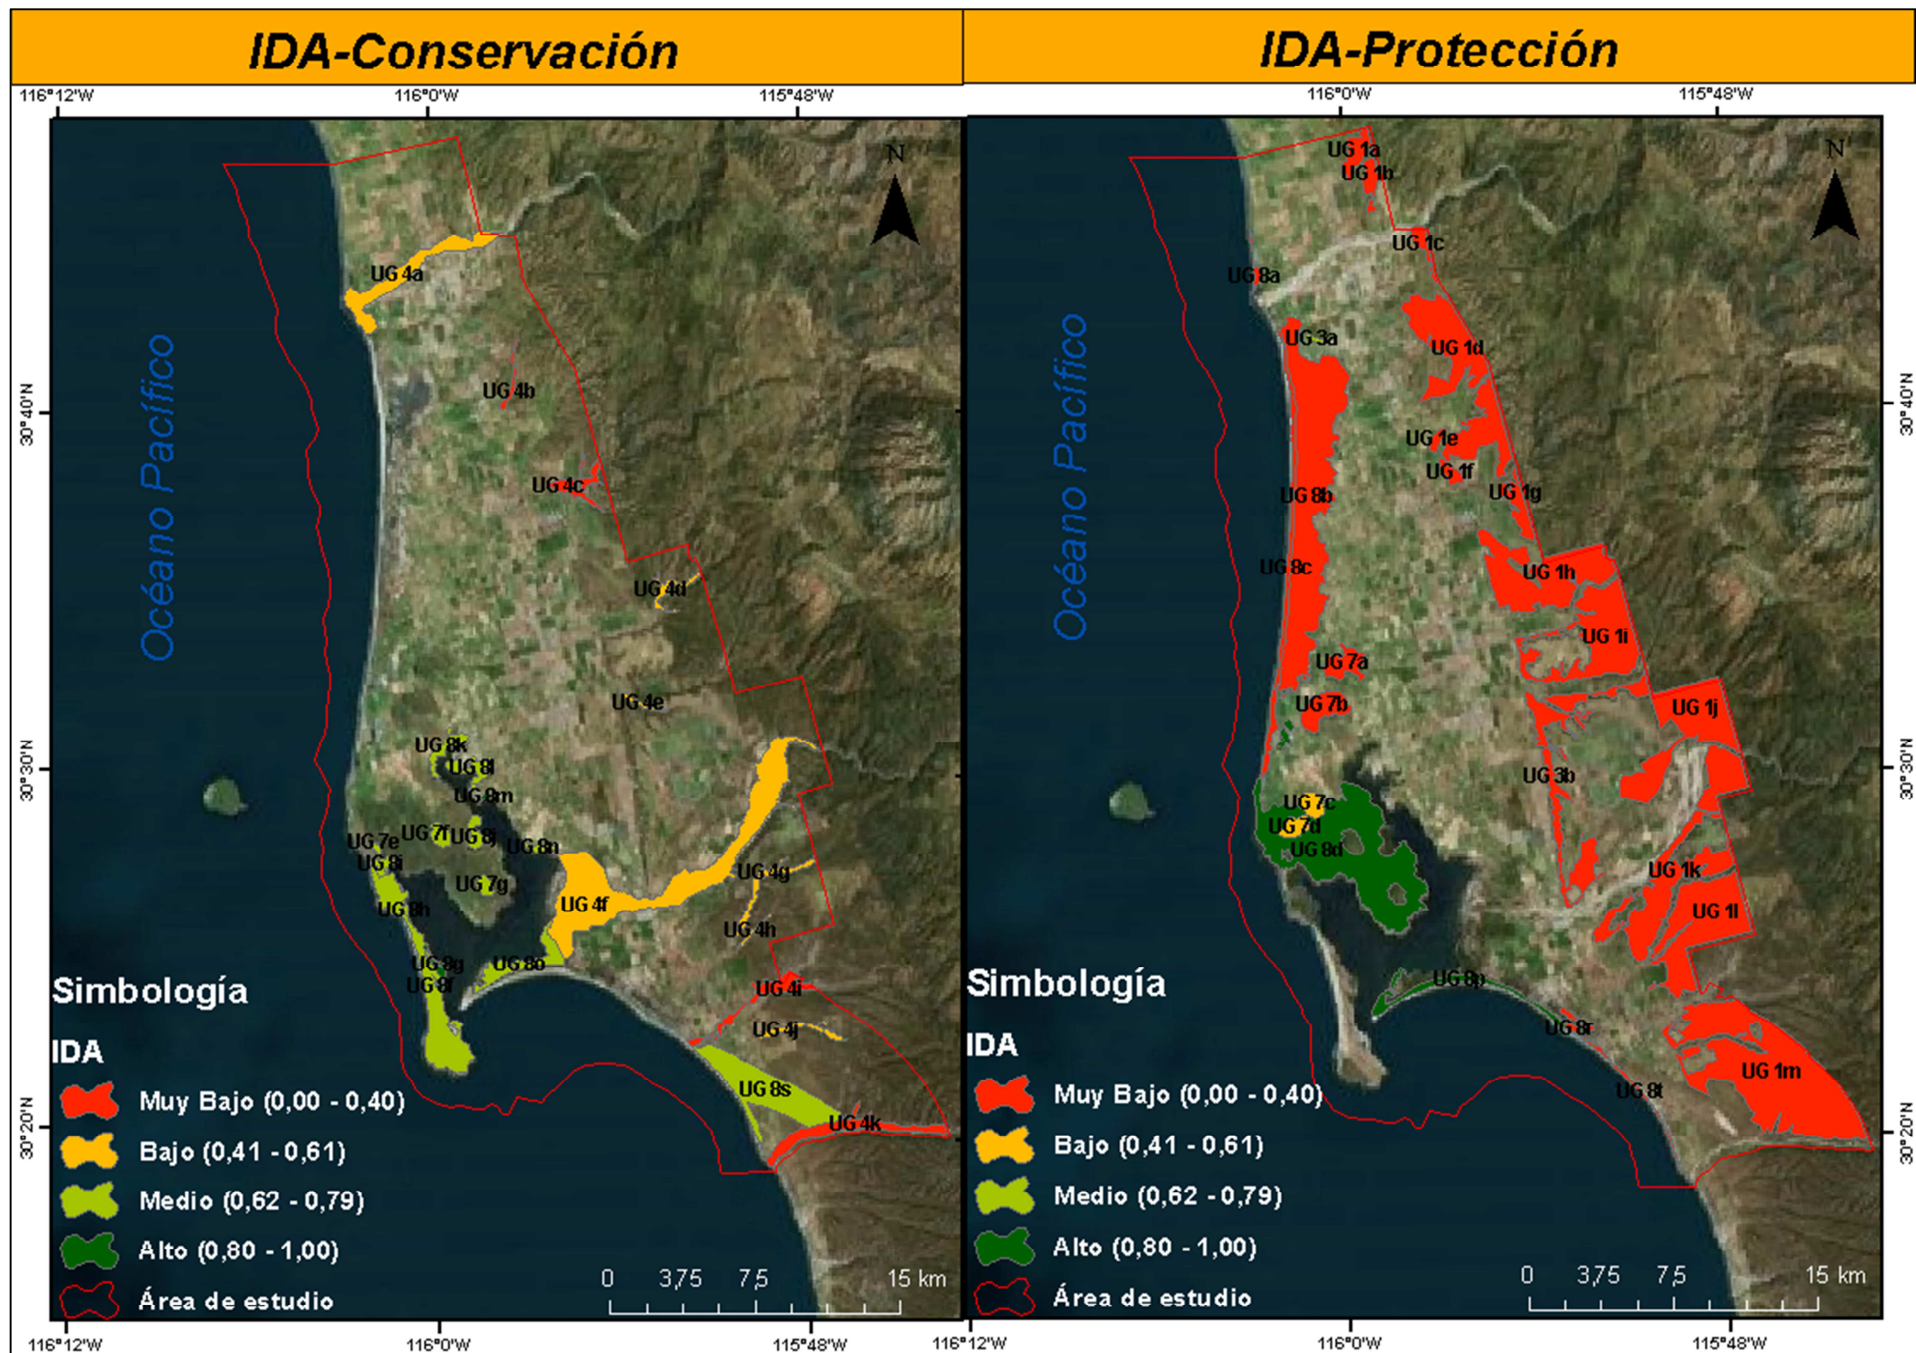 IDA-Conservación
116°12'W 116°0'W 115°48'W
N
UG 4a
UG 4b
UG 4c
UG 4d
UG 4e
UG 8k
UG 8l
UG 8m
UG 7f
UG 8j
UG 7e
UG 8n
UG 8i
UG 4g
UG 7g
UG 4f
UG 8h
UG 4h
UG 8g
UG 8o
UG 8f
UG 4i
UG 4j
UG 8s
UG 4k
Océano Pacífico
30°40'N
30°30'N
30°20'N
Simbología
IDA
Muy Bajo (0,00 - 0,40)
Bajo (0,41 - 0,61)
Medio (0,62 - 0,79)
Alto (0,80 - 1,00)
Área de estudio
0 3,75 7,5 15 km
116°12'W 116°0'W 115°48'W
IDA-Protección
116°0'W 115°48'W
N
UG 1a
UG 1b
UG 1c
UG 8a
UG 3a
UG 1d
UG 1e
UG 1f
UG 1g
UG 8b
UG 8c
UG 1h
UG 1i
UG 7a
UG 7b
UG 1j
UG 3b
UG 7c
UG 7d
UG 8d
UG 1k
UG 1l
UG 8p
UG 8r
UG 1m
UG 8t
Océano Pacífico
30°40'N
30°30'N
30°20'N
Simbología
IDA
Muy Bajo (0,00 - 0,40)
Bajo (0,41 - 0,61)
Medio (0,62 - 0,79)
Alto (0,80 - 1,00)
Área de estudio
0 3,75 7,5 15 km
116°12'W 116°0'W 115°48'W